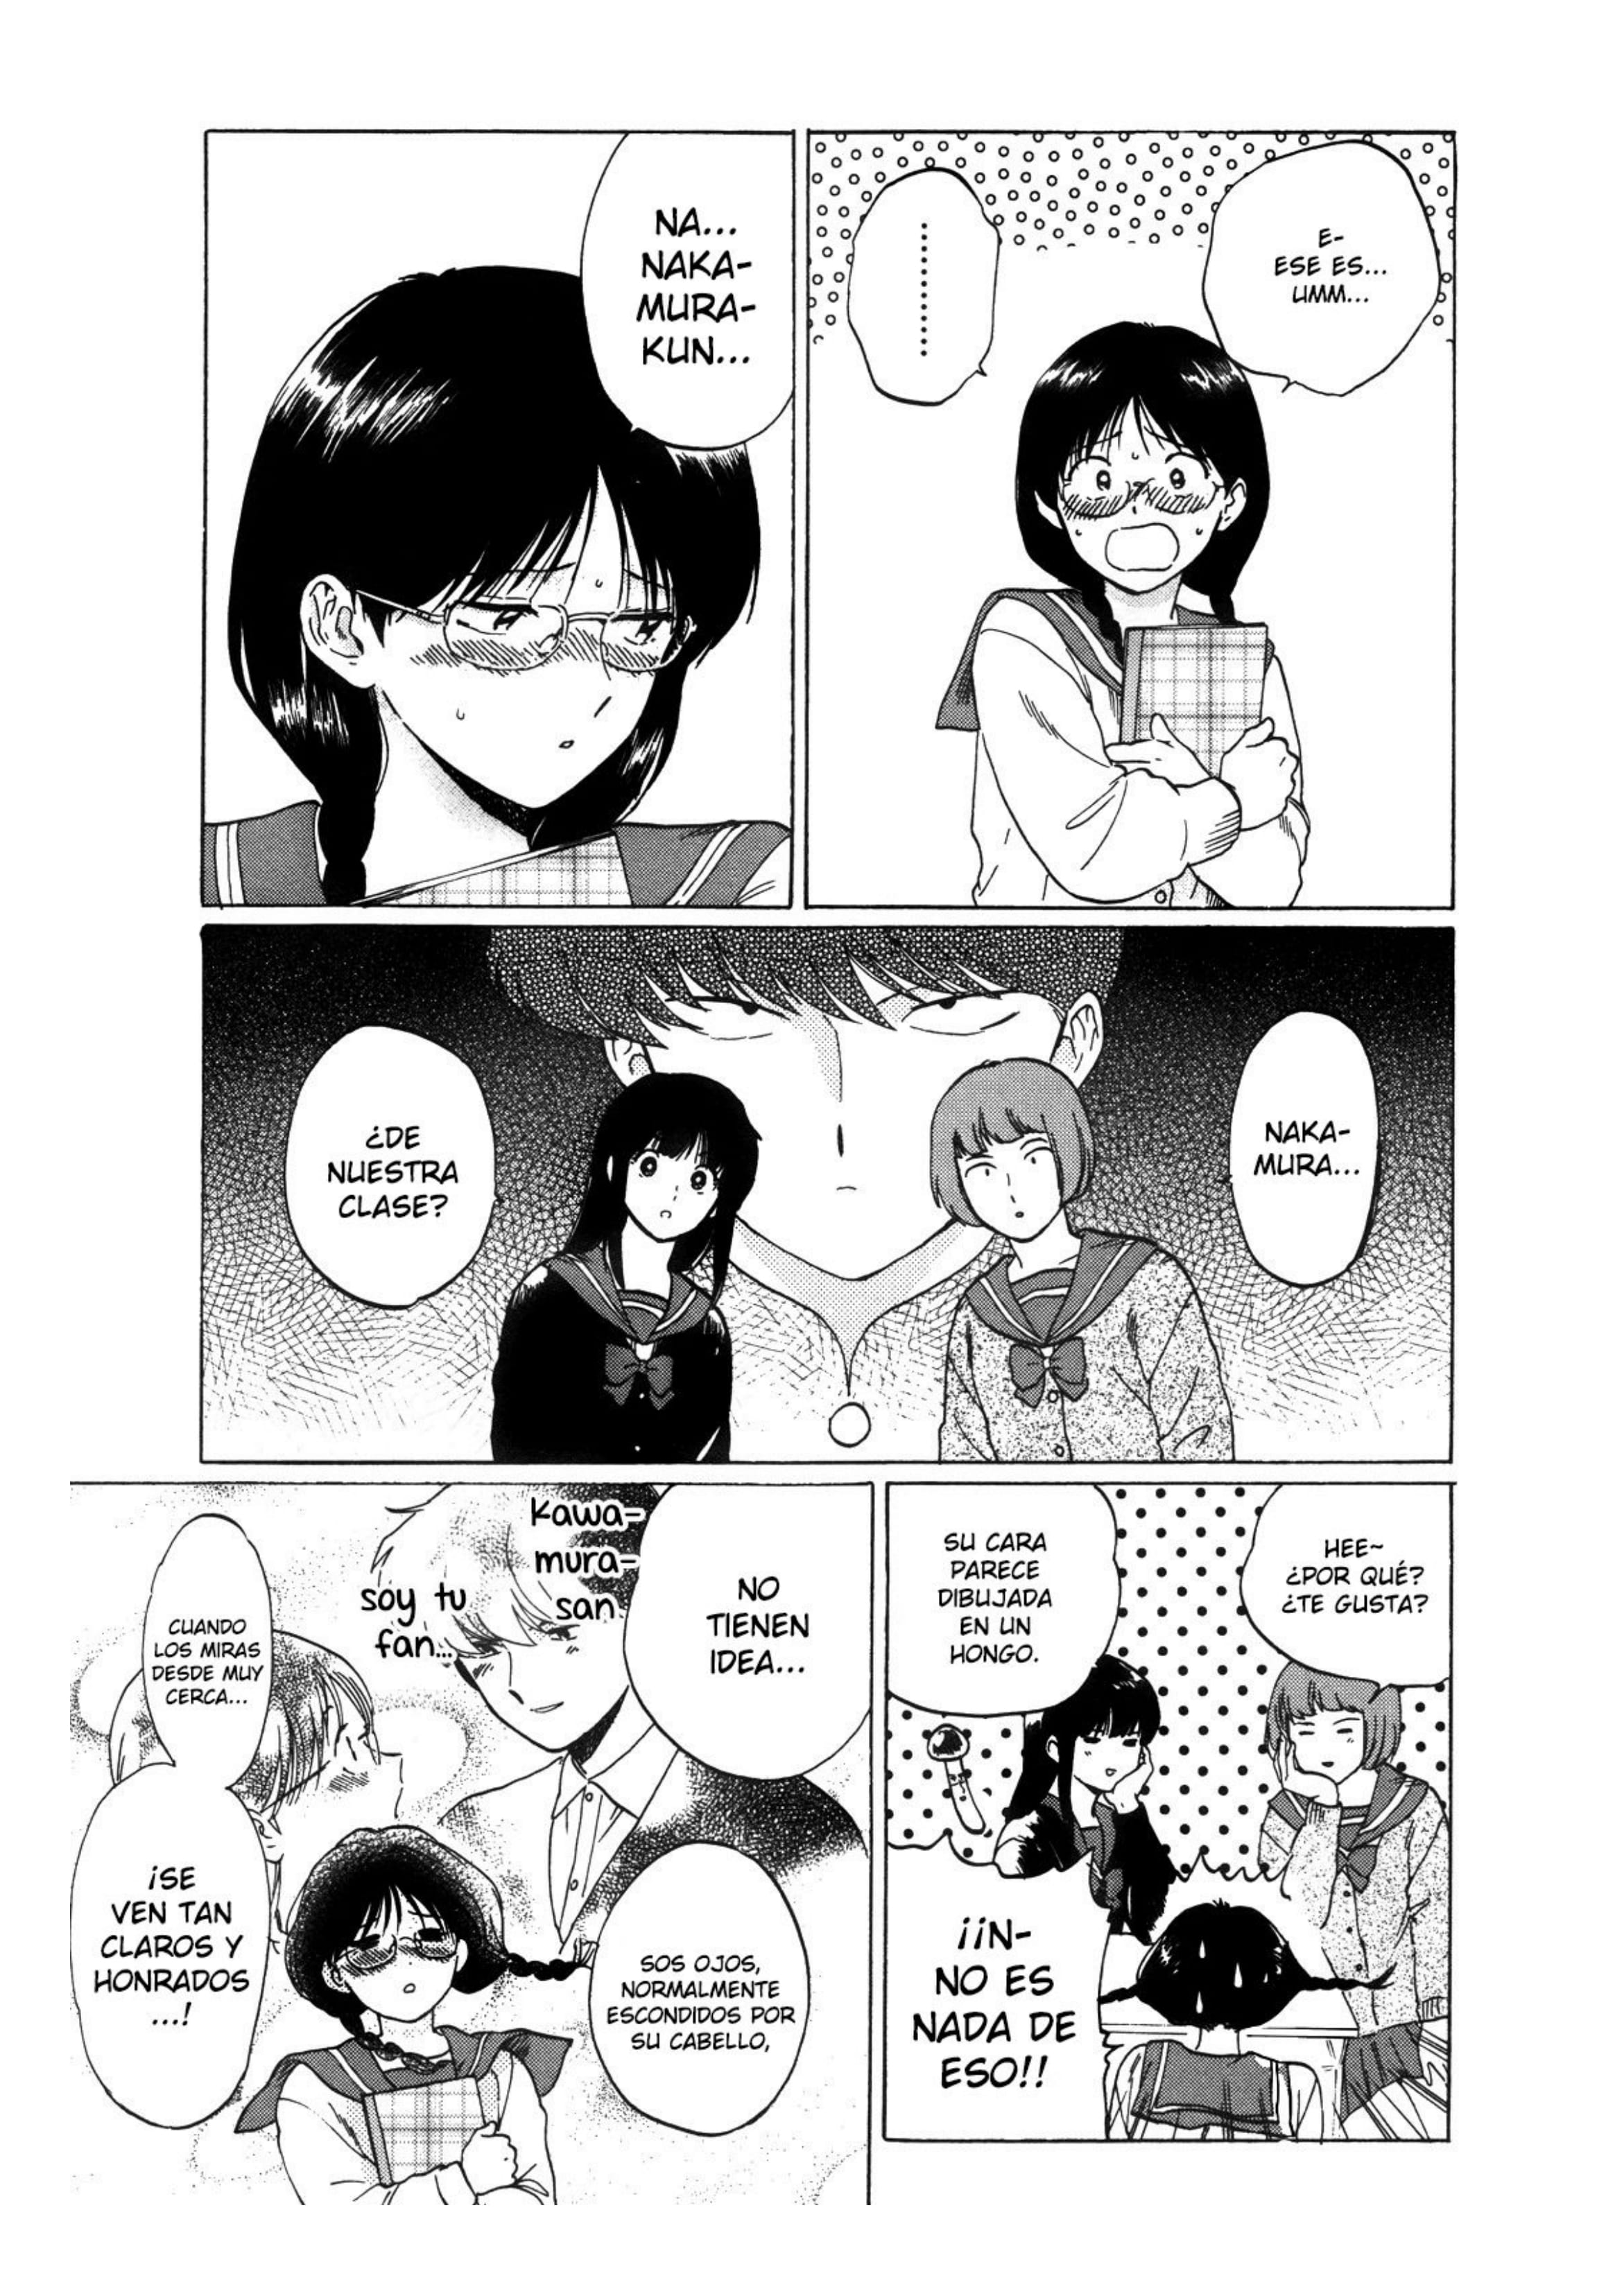 E-
ESE ES...
UMM...
..........
NA...
NAKA-
MURA-
KUN...
NAKA-
MURA...
¿DE
NUESTRA
CLASE?
HEE~
¿POR QUÉ?
¿TE GUSTA?
SU CARA
PARECE
DIBUJADA
EN UN
HONGO.
¡¡N-
NO ES
NADA DE
ESO!!
NO
TIENEN
IDEA...
Kawa-
mura-
san
soy tu
fan...
SOS OJOS,
NORMALMENTE
ESCONDIDOS POR
SU CABELLO,
CUANDO
LOS MIRAS
DESDE MUY
CERCA...
¡SE
VEN TAN
CLAROS Y
HONRADOS
...!